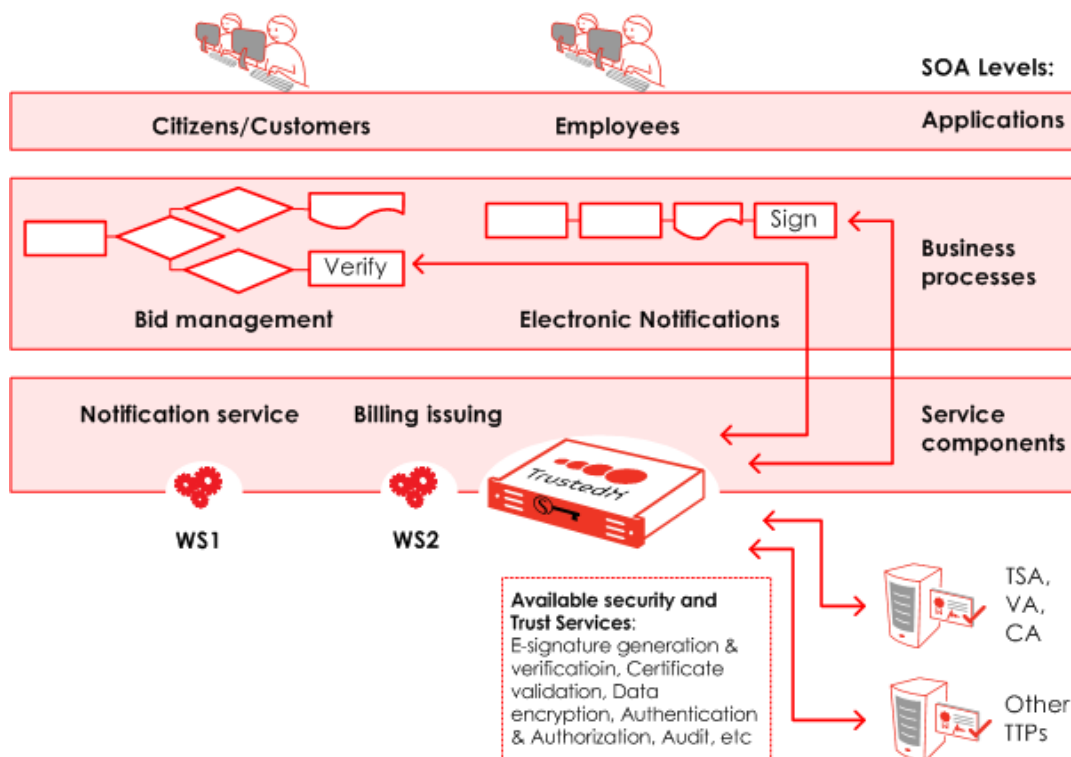 SOA Levels:
Citizens/Customers
Employees
Applications
Sign
Verify
Business
processes
Bid management
Electronic Notifications
Notification service
Billing issuing
Service
components
TrustedX
WS1
WS2
Available security and
Trust Services:
E-signature generation &
verificatioin, Certificate
validation, Data
encryption, Authentication
& Authorization, Audit, etc
TSA,
VA,
CA
Other
TTPs